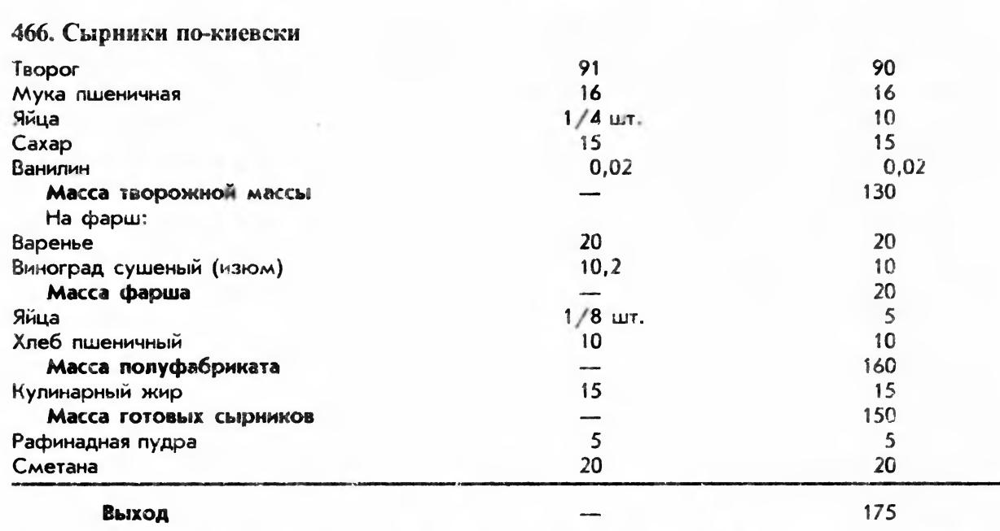 466. Сырники по-киевски
Творог 91 90
Мука пшеничная 16 16
Яйца 1/4 шт. 10
Сахар 15 15
Ванилин 0,02 0,02
Масса творожной массы — 130
На фарш:
Варенье 20 20
Виноград сушеный (изюм) 10,2 10
Масса фарша — 20
Яйца 1/8 шт. 5
Хлеб пшеничный 10 10
Масса полуфабриката — 160
Кулинарный жир 15 15
Масса готовых сырников — 150
Рафинадная пудра 5 5
Сметана 20 20
Выход — 175